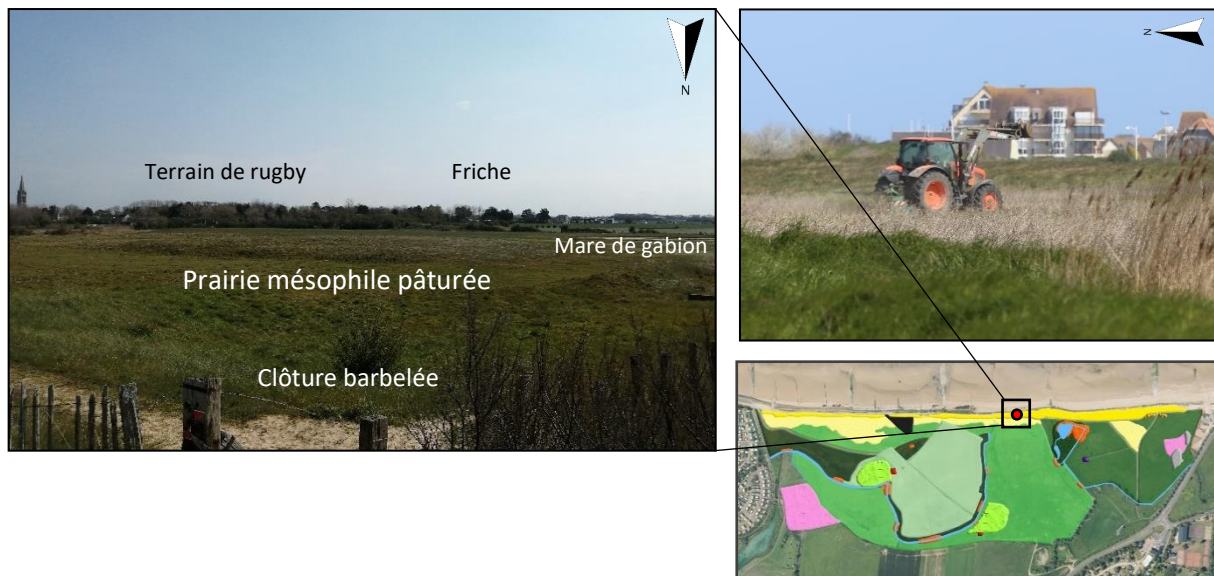 N
Terrain de rugby
Friche
Mare de gabion
Prairie mésophile pâturée
Clôture barbelée
N